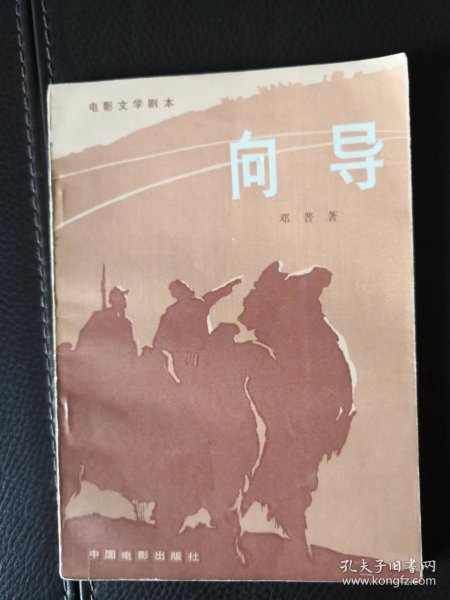 电影文学剧本
向导
邓普著
中国电影出版社
孔夫子旧书网
www.kongfz.com